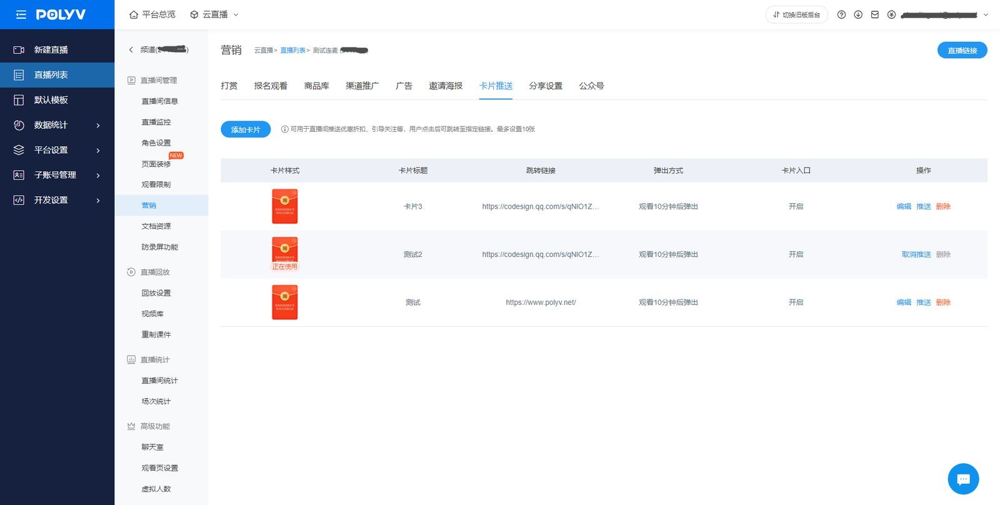 POLYV
平台总览
云直播
切换旧版后台
新建直播
直播列表
默认模板
数据统计
平台设置
子账号管理
开发设置
频道(
直播间管理
直播间信息
直播监控
角色设置
页面装修
NEW
观看限制
营销
文档资源
防录屏功能
直播回放
回放设置
视频库
重制课件
直播统计
直播间统计
场次统计
高级功能
聊天室
观看页设置
虚拟人数
营销 云直播> 直播列表> 测试连麦
直播链接
打赏 报名观看 商品库 渠道推广 广告 邀请海报 卡片推送 分享设置 公众号
添加卡片 可用于直播间推送优惠折扣、引导关注等，用户点击后可跳转至指定链接。最多设置10张
卡片样式 卡片标题 跳转链接 弹出方式 卡片入口 操作
開 卡片3 https://codesign.qq.com/s/qNIO1Z... 观看10分钟后弹出 开启 编辑 推送 删除
開 正在使用 测试2 https://codesign.qq.com/s/qNIO1Z... 观看10分钟后弹出 开启 取消推送 删除
開 测试 https://www.polyv.net/ 观看10分钟后弹出 开启 编辑 推送 删除